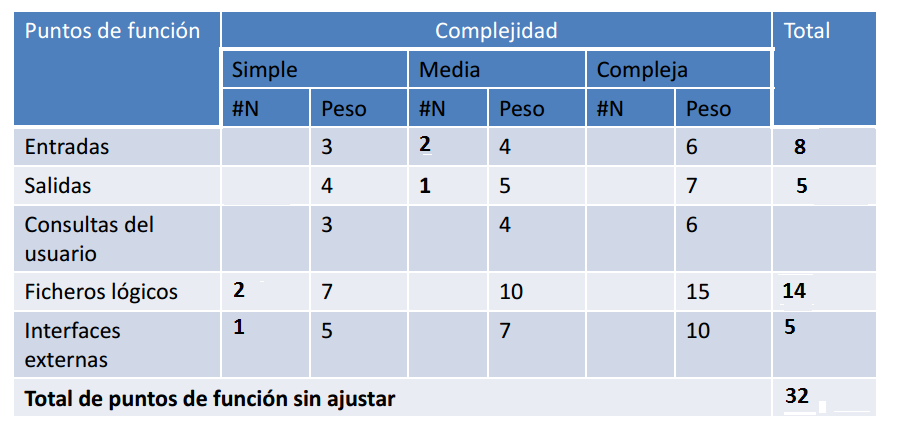 Puntos de función Complejidad Total
Simple Media Compleja
#N Peso #N Peso #N Peso
Entradas 3 2 4 6 8
Salidas 4 1 5 7 5
Consultas del 3 4 6
usuario
Ficheros lógicos 2 7 10 15 14
Interfaces 1 5 7 10 5
externas
Total de puntos de función sin ajustar 32